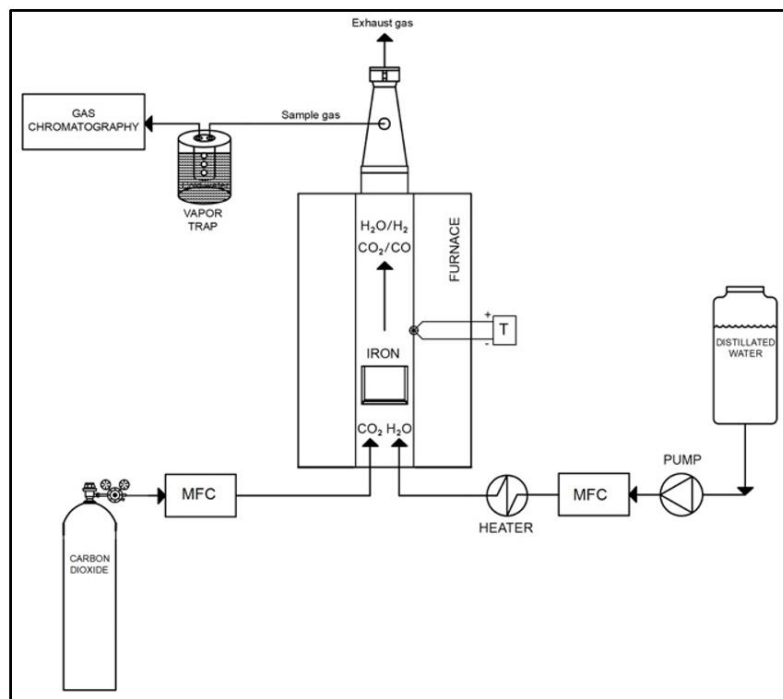 Exhaust gas
GAS
CHROMATOGRAPHY
Sample gas
VAPOR
TRAP
H₂O/H₂
CO₂/CO
FURNACE
+
T
-
IRON
DISTILLATED
WATER
CO₂ H₂O
PUMP
MFC
MFC
HEATER
CARBON
DIOXIDE